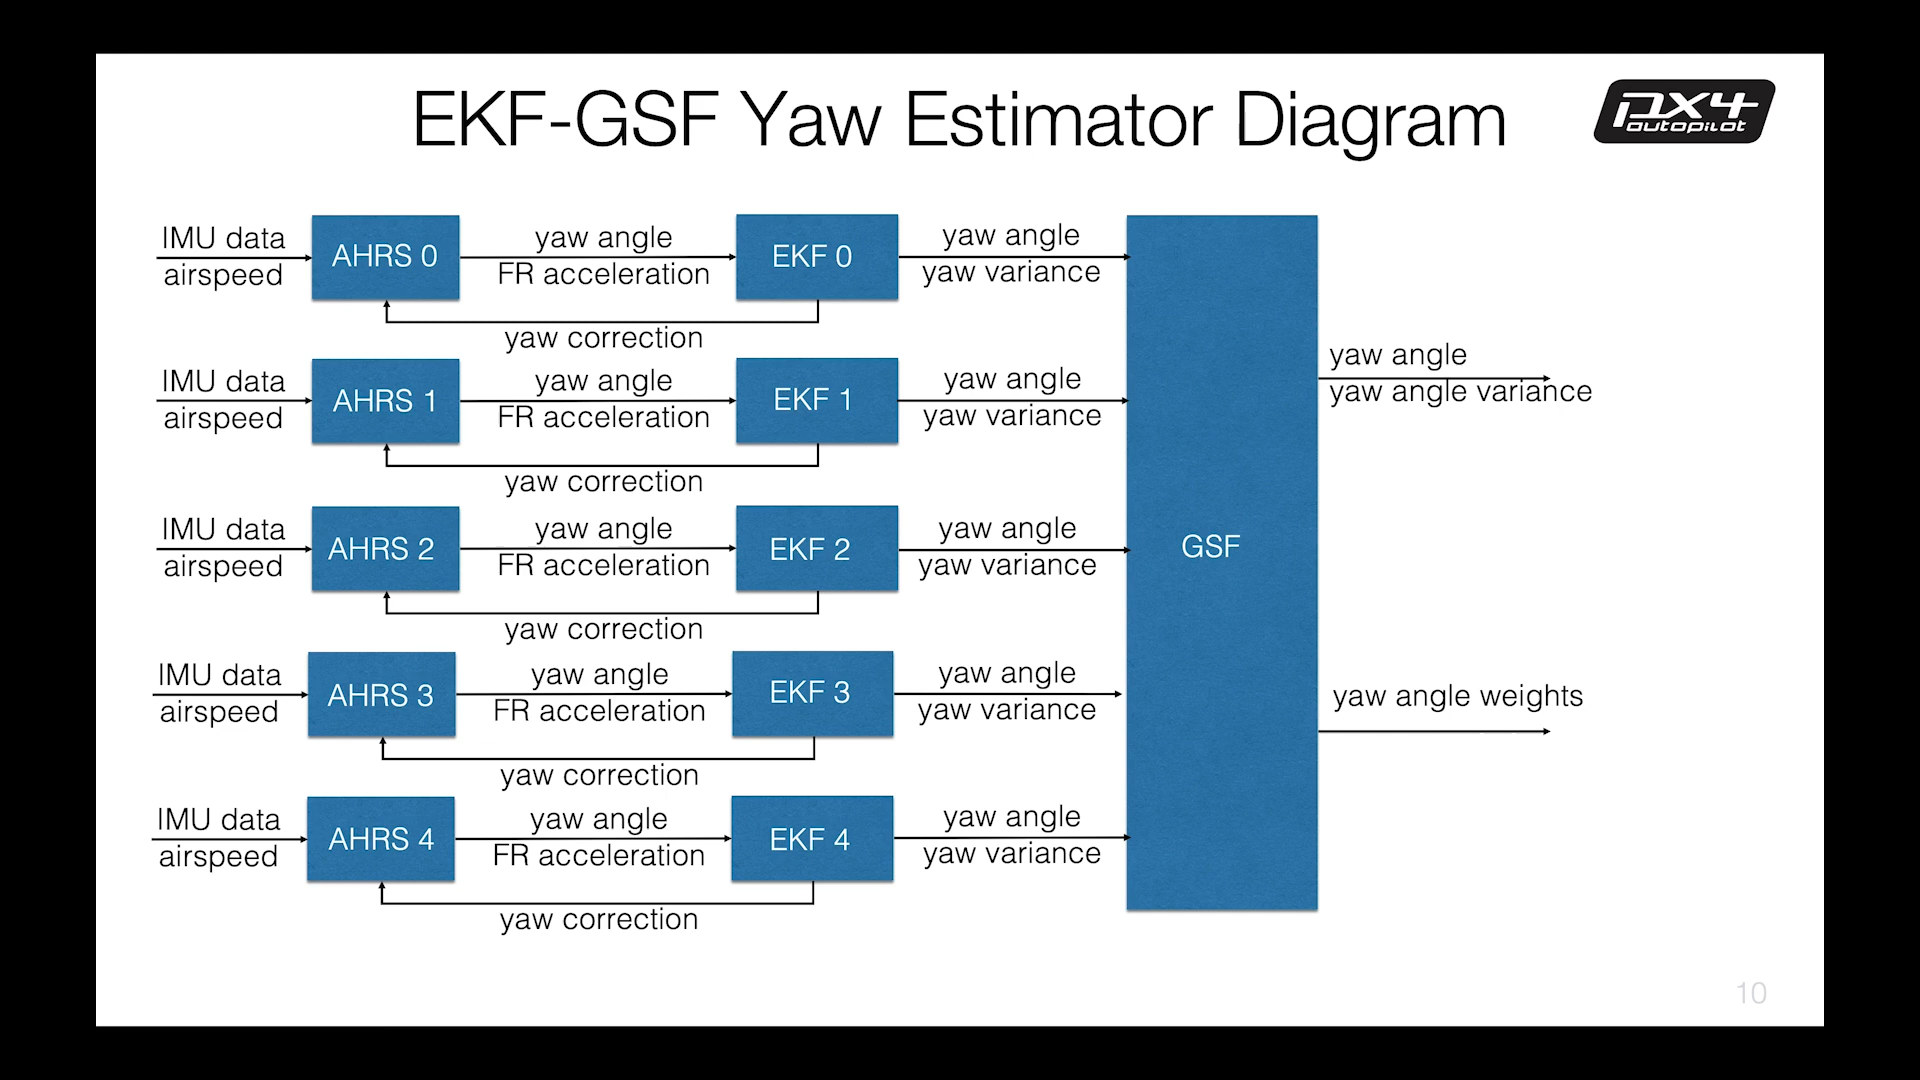 EKF-GSF Yaw Estimator Diagram
px4
autopilot
IMU data
airspeed
AHRS 0
yaw angle
FR acceleration
EKF 0
yaw angle
yaw variance
yaw correction
IMU data
airspeed
AHRS 1
yaw angle
FR acceleration
EKF 1
yaw angle
yaw variance
yaw correction
IMU data
airspeed
AHRS 2
yaw angle
FR acceleration
EKF 2
yaw angle
yaw variance
yaw correction
IMU data
airspeed
AHRS 3
yaw angle
FR acceleration
EKF 3
yaw angle
yaw variance
yaw correction
IMU data
airspeed
AHRS 4
yaw angle
FR acceleration
EKF 4
yaw angle
yaw variance
yaw correction
GSF
yaw angle
yaw angle variance
yaw angle weights
10